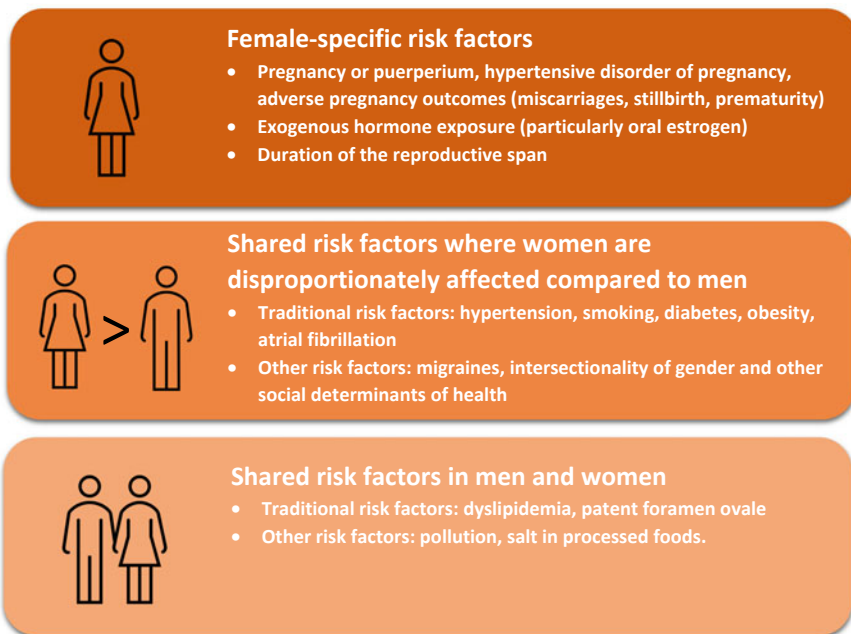 Female-specific risk factors
• Pregnancy or puerperium, hypertensive disorder of pregnancy,
adverse pregnancy outcomes (miscarriages, stillbirth, prematurity)
• Exogenous hormone exposure (particularly oral estrogen)
• Duration of the reproductive span
Shared risk factors where women are
disproportionately affected compared to men
• Traditional risk factors: hypertension, smoking, diabetes, obesity,
atrial fibrillation
• Other risk factors: migraines, intersectionality of gender and other
social determinants of health
>
Shared risk factors in men and women
• Traditional risk factors: dyslipidemia, patent foramen ovale
• Other risk factors: pollution, salt in processed foods.